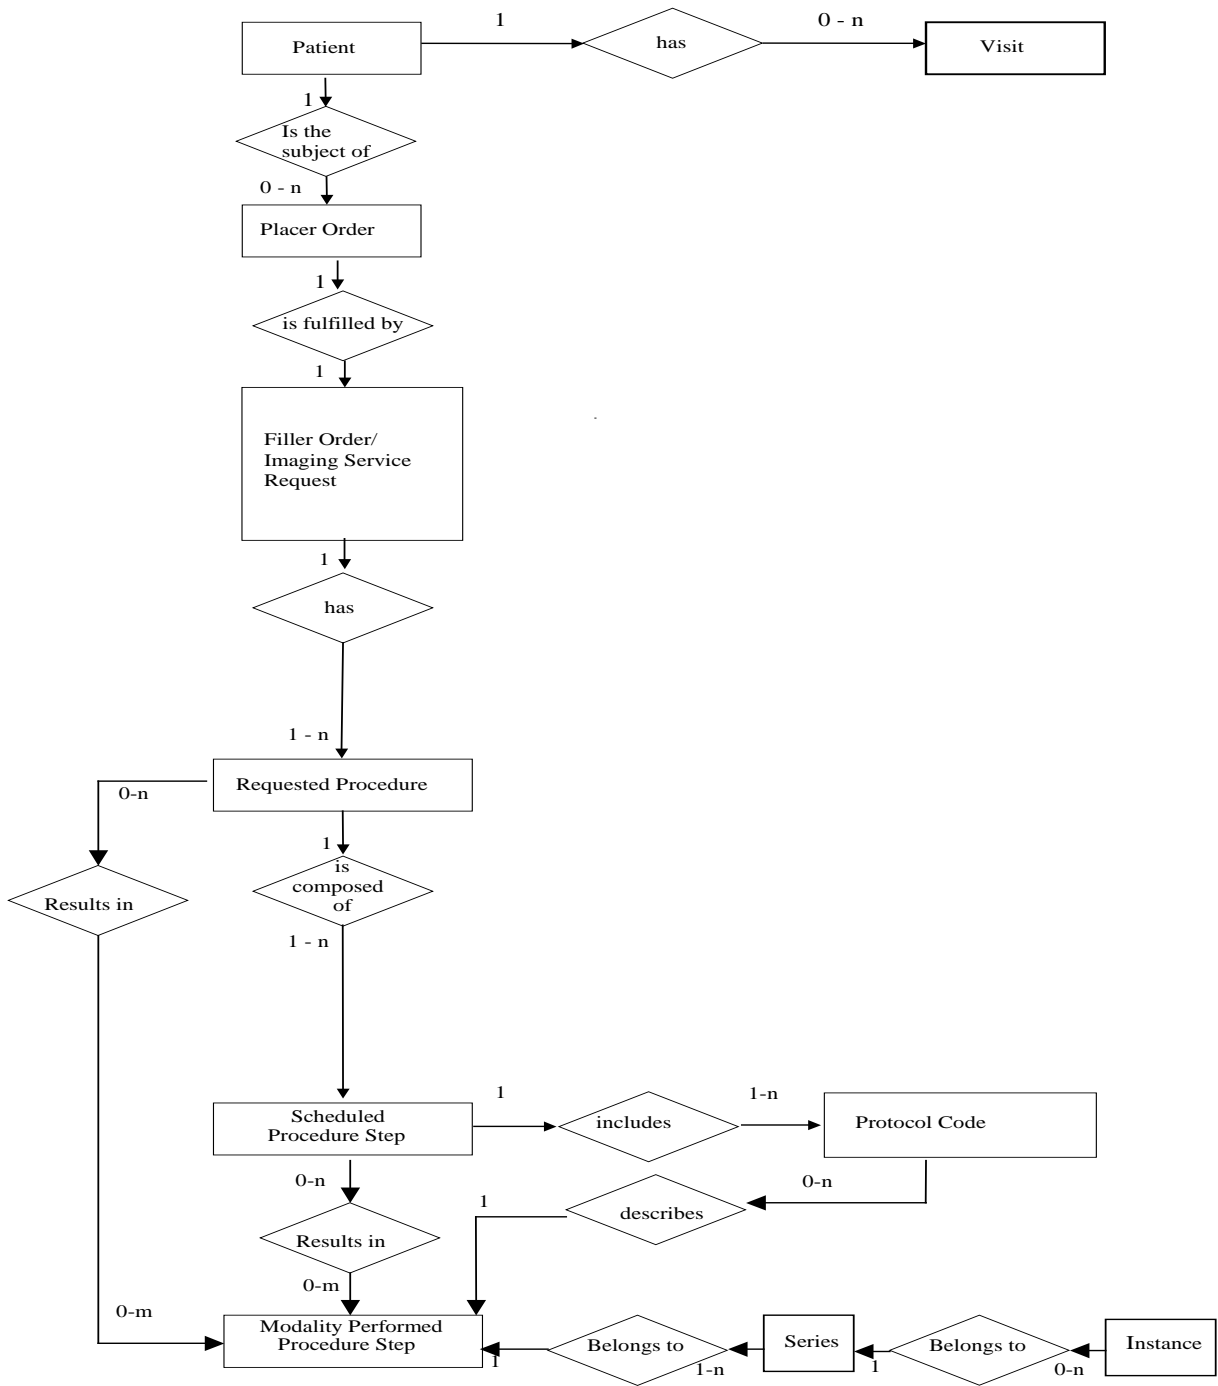 1
0 - n
Patient
has
Visit
1
Is the
subject of
0 - n
Placer Order
1
is fulfilled by
1
Filler Order/
Imaging Service
Request
1
has
1 - n
Requested Procedure
0-n
1
is
composed
of
Results in
1 - n
Scheduled
Procedure Step
1
includes
1-n
Protocol Code
0-n
1
describes
0-n
Results in
0-m
0-m
Modality Performed
Procedure Step
1
Belongs to
1-n
Series
1
Belongs to
0-n
Instance